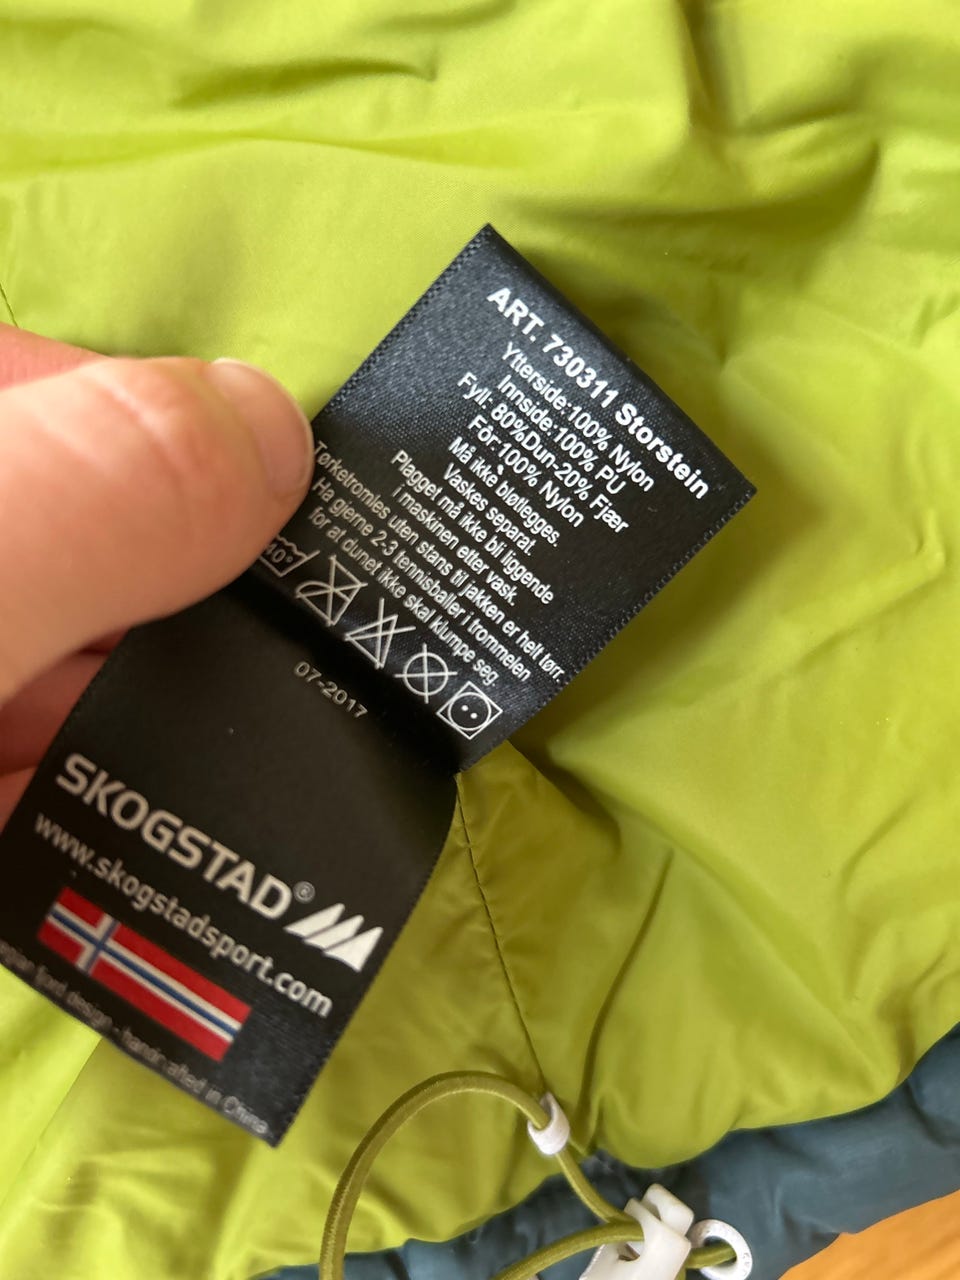 ART. 730311 Storstein
Ytterside:100% Nylon
Innside:100% PU
Fyll: 80%Dun-20% Fjær
Fôr:100% Nylon
Må ikke bløtlegges.
Vaskes separat.
Plagget må ikke bli liggende
i maskinen etter vask.
Tørketromles uten stans til jakken er helt tørr.
Ha gjerne 2-3 tennisballer i trommelen
for at dunet ikke skal klumpe seg.
40°
07-2017
SKOGSTAD®
www.skogstadsport.com
fjord design - handcrafted in China